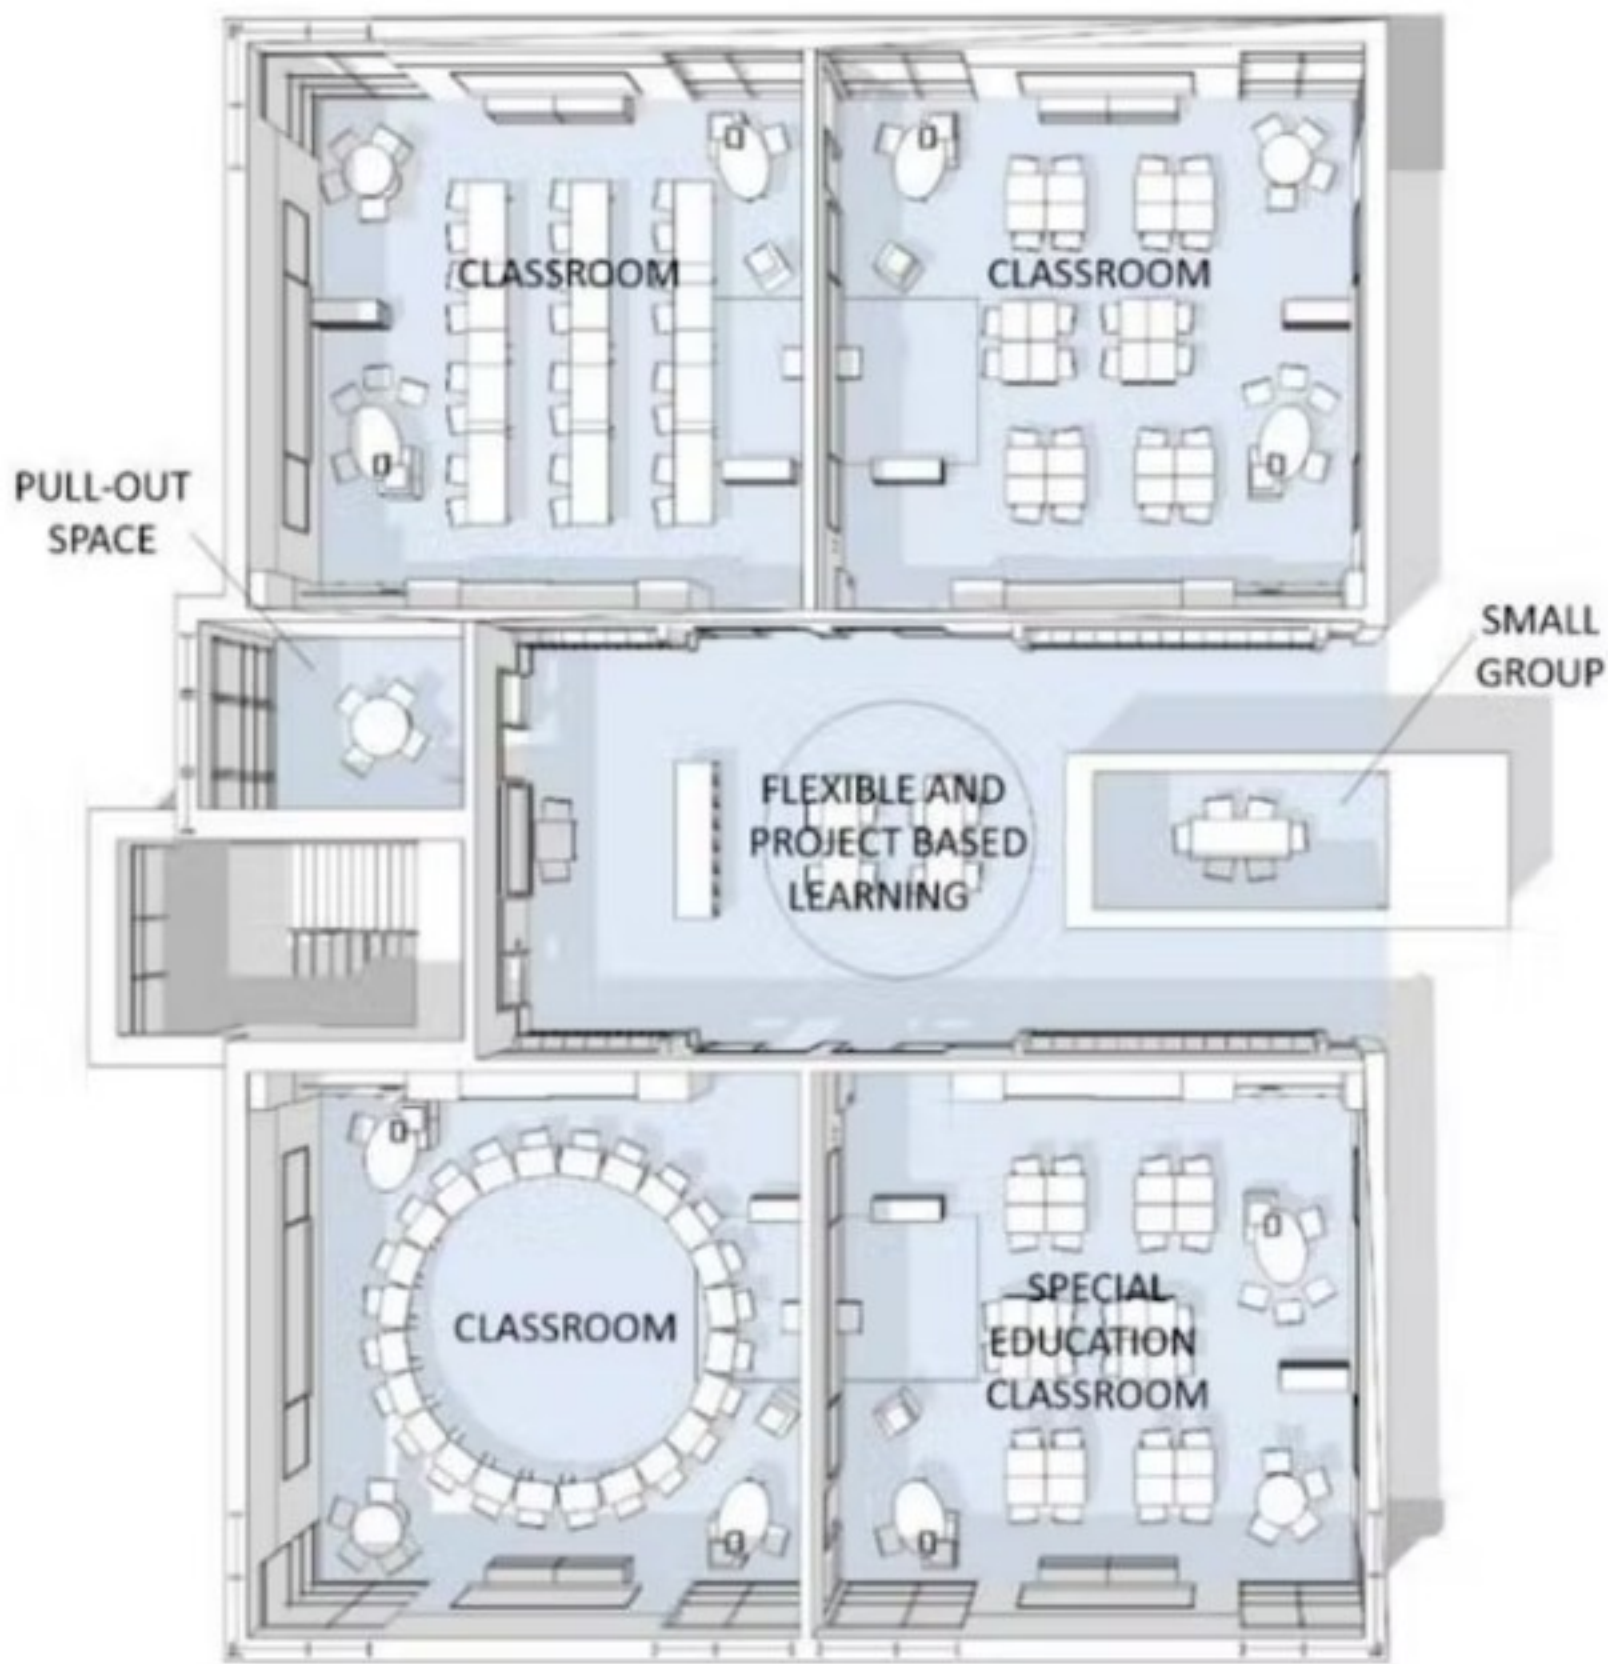 CLASSROOM
CLASSROOM
PULL-OUT
SPACE
SMALL
GROUP
FLEXIBLE AND
PROJECT BASED
LEARNING
CLASSROOM
SPECIAL
EDUCATION
CLASSROOM